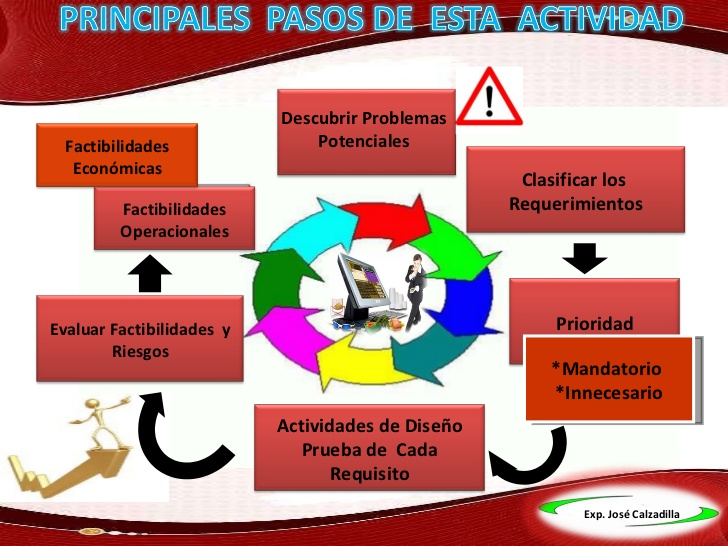 PRINCIPALES PASOS DE ESTA ACTIVIDAD
Descubrir Problemas
Potenciales
Clasificar los
Requerimientos
Prioridad
*Mandatorio
*Innecesario
Actividades de Diseño
Prueba de Cada
Requisito
Evaluar Factibilidades y
Riesgos
Factibilidades
Operacionales
Factibilidades
Económicas
Exp. José Calzadilla